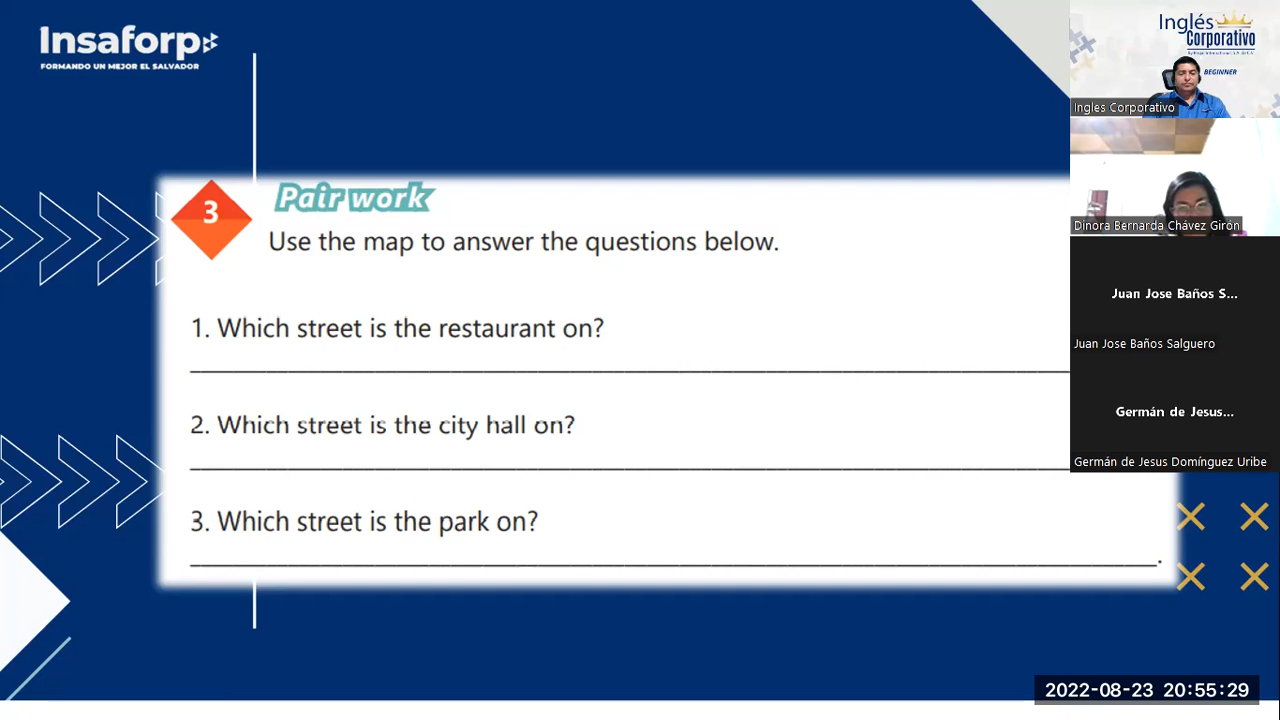 Insaforp
FORMANDO UN MEJOR EL SALVADOR
3
Pair work
Use the map to answer the questions below.
1. Which street is the restaurant on?
2. Which street is the city hall on?
3. Which street is the park on?
Inglés
Corporativo
BEGINNER
Ingles Corporativo
Dinora Bernarda Chávez Girón
Juan Jose Baños S...
Juan Jose Baños Salguero
Germán de Jesus...
Germán de Jesus Domínguez Uribe
2022-08-23 20:55:29